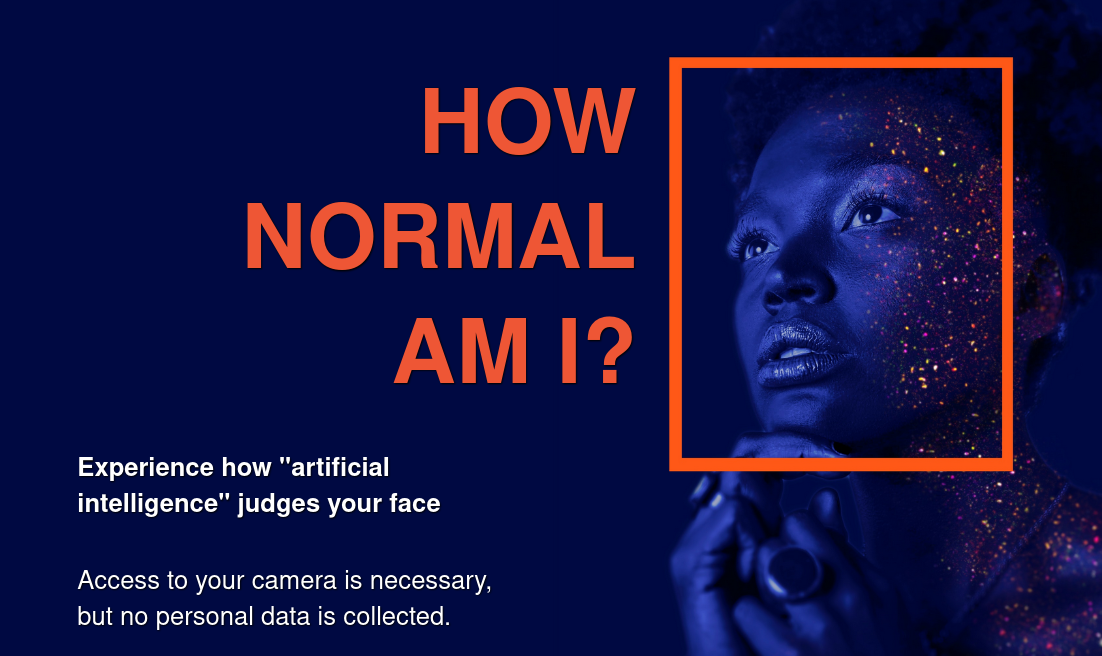 HOW
NORMAL
AM I?
Experience how "artificial
intelligence" judges your face
Access to your camera is necessary,
but no personal data is collected.